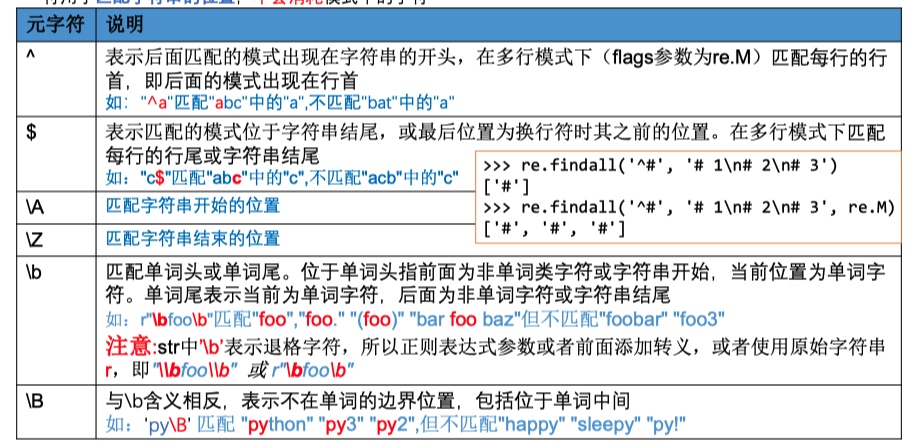 元字符 说明
^ 表示后面匹配的模式出现在字符串的开头，在多行模式下（flags参数为re.M）匹配每行的行
首，即后面的模式出现在行首
如："^a"匹配"abc"中的"a",不匹配"bat"中的"a"
$ 表示匹配的模式位于字符串结尾，或最后位置为换行符时其之前的位置。在多行模式下匹配
每行的行尾或字符串结尾
如："c$"匹配"abc"中的"c",不匹配"acb"中的"c"
>>> re.findall('^#', '# 1\n# 2\n# 3')
['#']
>>> re.findall('^#', '# 1\n# 2\n# 3', re.M)
['#', '#', '#']
\A 匹配字符串开始的位置
\Z 匹配字符串结束的位置
\b 匹配单词头或单词尾。位于单词头指前面为非单词类字符或字符串开始，当前位置为单词字
符。单词尾表示当前为单词字符，后面为非单词字符或字符串结尾
如：r"\bfoo\b"匹配"foo","foo." "(foo)" "bar foo baz"但不匹配"foobar" "foo3"
注意:str中'\b'表示退格字符，所以正则表达式参数或者前面添加转义，或者使用原始字符串
r，即"\\bfoo\\b" 或 r"\bfoo\b"
\B 与\b含义相反，表示不在单词的边界位置，包括位于单词中间
如：'py\B' 匹配 "python" "py3" "py2",但不匹配"happy" "sleepy" "py!"